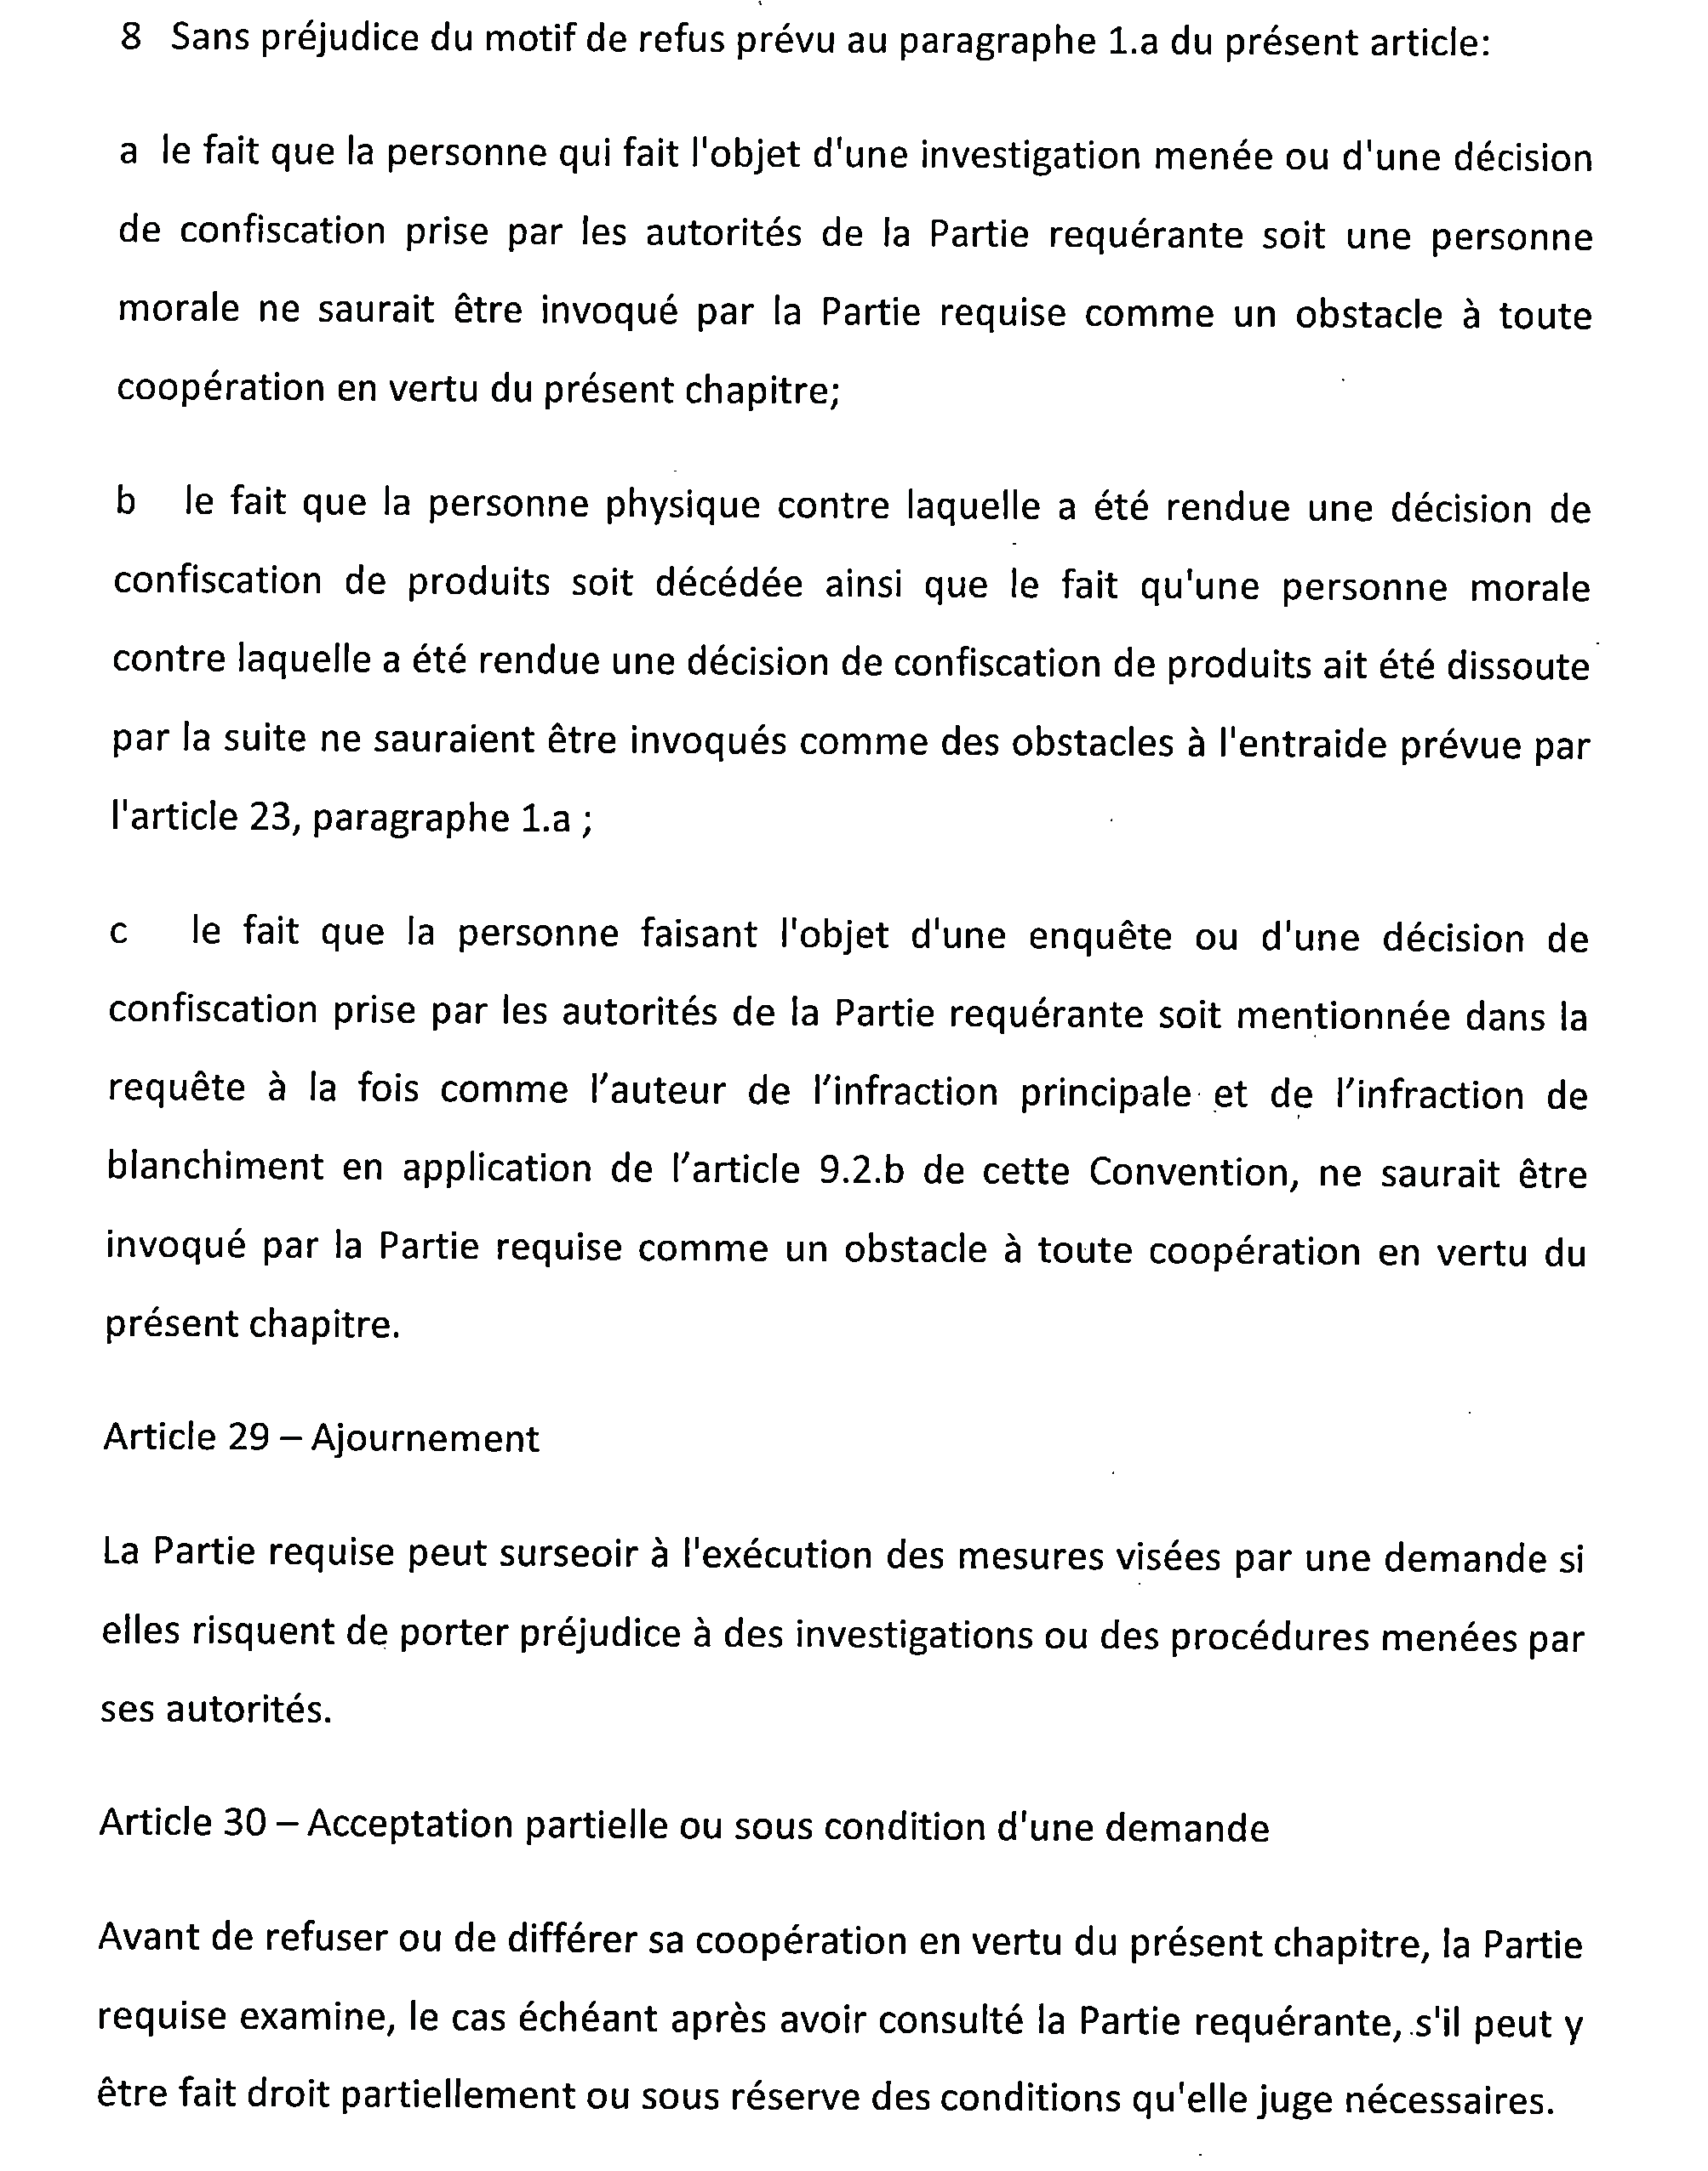 8 Sans préjudice du motif de refus prévu au paragraphe 1.a du présent article:
a le fait que la personne qui fait l'objet d'une investigation menée ou d'une décision
de confiscation prise par les autorités de la Partie requérante soit une personne
morale ne saurait être invoqué par la Partie requise comme un obstacle à toute
coopération en vertu du présent chapitre;
b le fait que la personne physique contre laquelle a été rendue une décision de
confiscation de produits soit décédée ainsi que le fait qu'une personne morale
contre laquelle a été rendue une décision de confiscation de produits ait été dissoute
par la suite ne sauraient être invoqués comme des obstacles à l'entraide prévue par
l'article 23, paragraphe 1.a ;
c le fait que la personne faisant l'objet d'une enquête ou d'une décision de
confiscation prise par les autorités de la Partie requérante soit mentionnée dans la
requête à la fois comme l’auteur de l’infraction principale et de l’infraction de
blanchiment en application de l’article 9.2.b de cette Convention, ne saurait être
invoqué par la Partie requise comme un obstacle à toute coopération en vertu du
présent chapitre.
Article 29 – Ajournement
La Partie requise peut surseoir à l'exécution des mesures visées par une demande si
elles risquent de porter préjudice à des investigations ou des procédures menées par
ses autorités.
Article 30 – Acceptation partielle ou sous condition d'une demande
Avant de refuser ou de différer sa coopération en vertu du présent chapitre, la Partie
requise examine, le cas échéant après avoir consulté la Partie requérante, s'il peut y
être fait droit partiellement ou sous réserve des conditions qu'elle juge nécessaires.